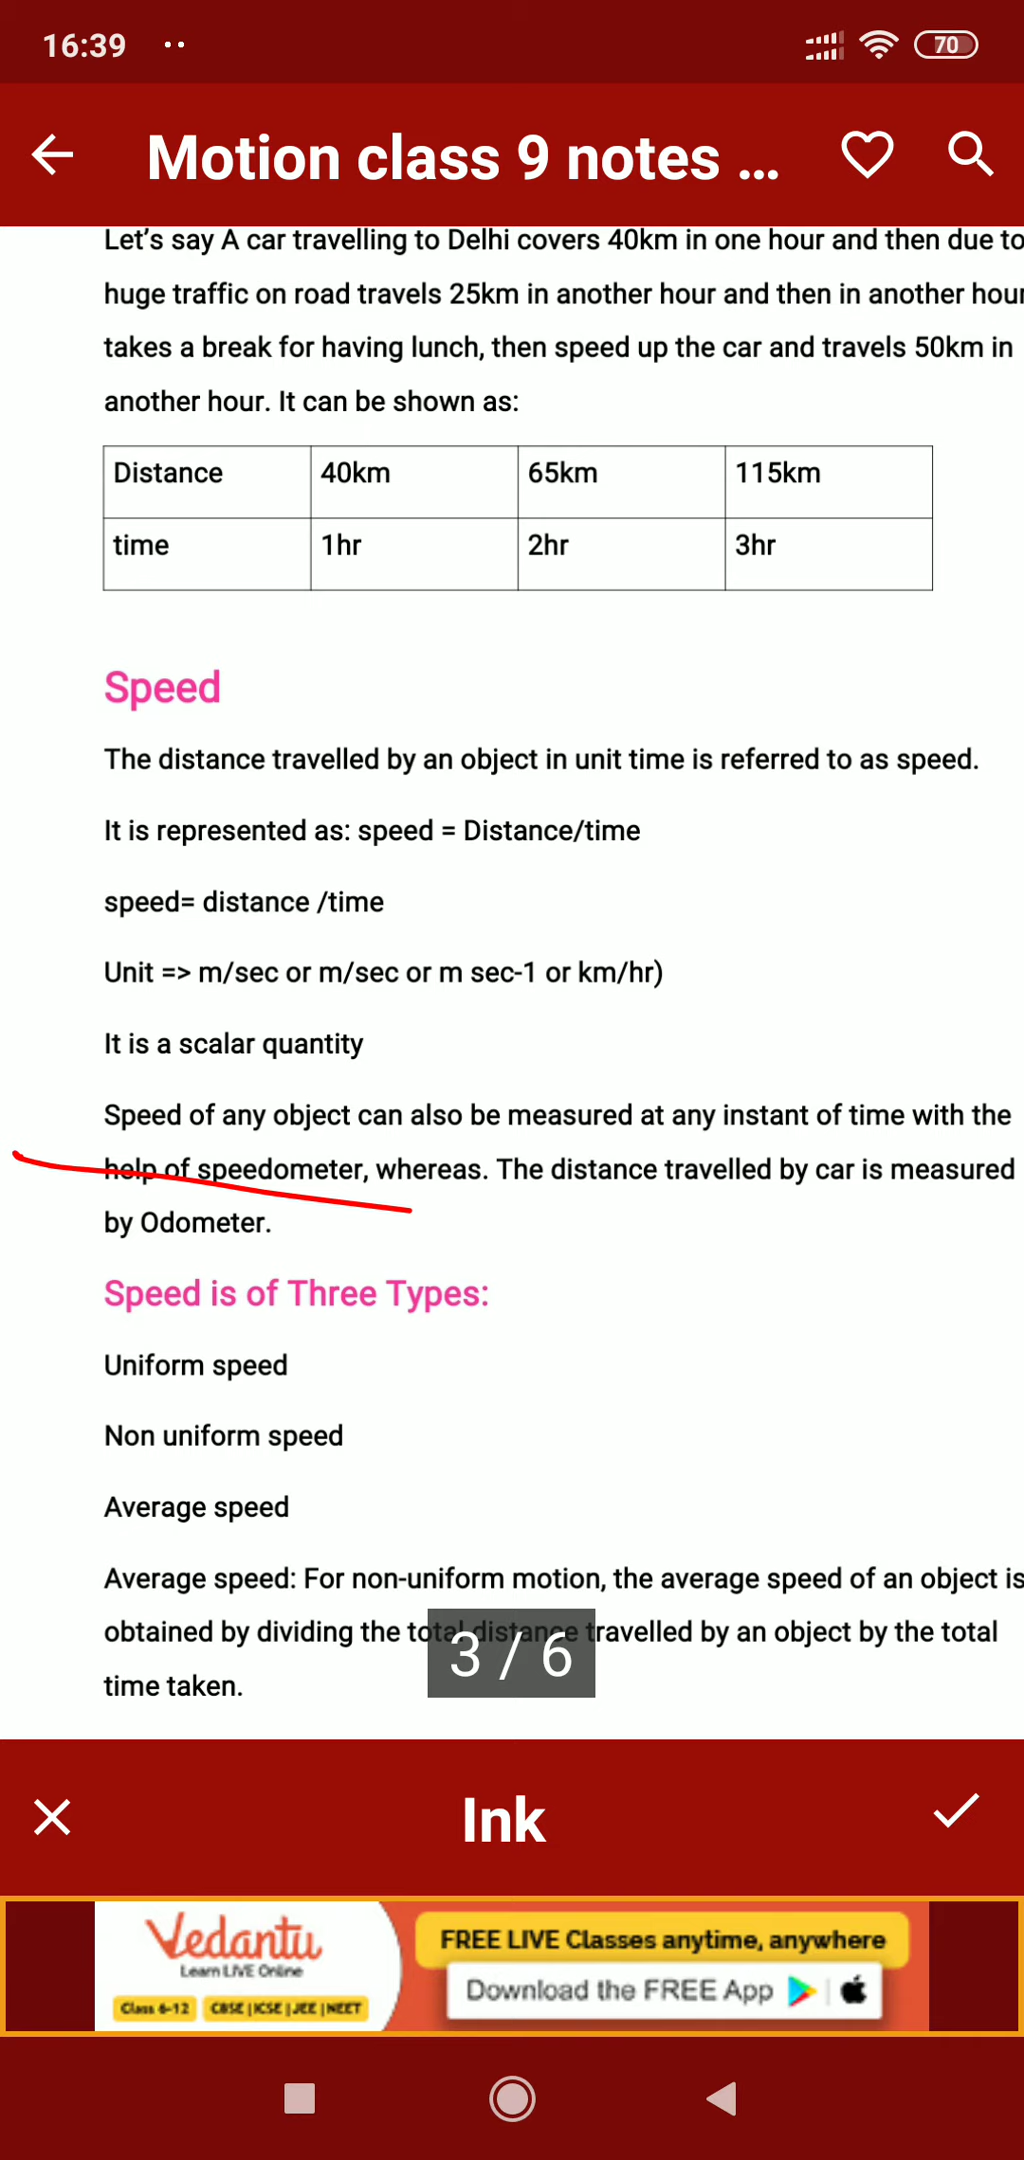 16:39
70
Motion class 9 notes ...
Let's say A car travelling to Delhi covers 40km in one hour and then due to
huge traffic on road travels 25km in another hour and then in another hour
takes a break for having lunch, then speed up the car and travels 50km in
another hour. It can be shown as:
Distance 40km 65km 115km
time 1hr 2hr 3hr
Speed
The distance travelled by an object in unit time is referred to as speed.
It is represented as: speed = Distance/time
speed= distance /time
Unit => m/sec or m/sec or m sec-1 or km/hr)
It is a scalar quantity
Speed of any object can also be measured at any instant of time with the
help of speedometer, whereas. The distance travelled by car is measured
by Odometer.
Speed is of Three Types:
Uniform speed
Non uniform speed
Average speed
Average speed: For non-uniform motion, the average speed of an object is
obtained by dividing the total distance travelled by an object by the total
time taken.
3 / 6
Ink
Vedantu
Learn LIVE Online
Class 6-12
CBSE | ICSE | JEE | NEET
FREE LIVE Classes anytime, anywhere
Download the FREE App